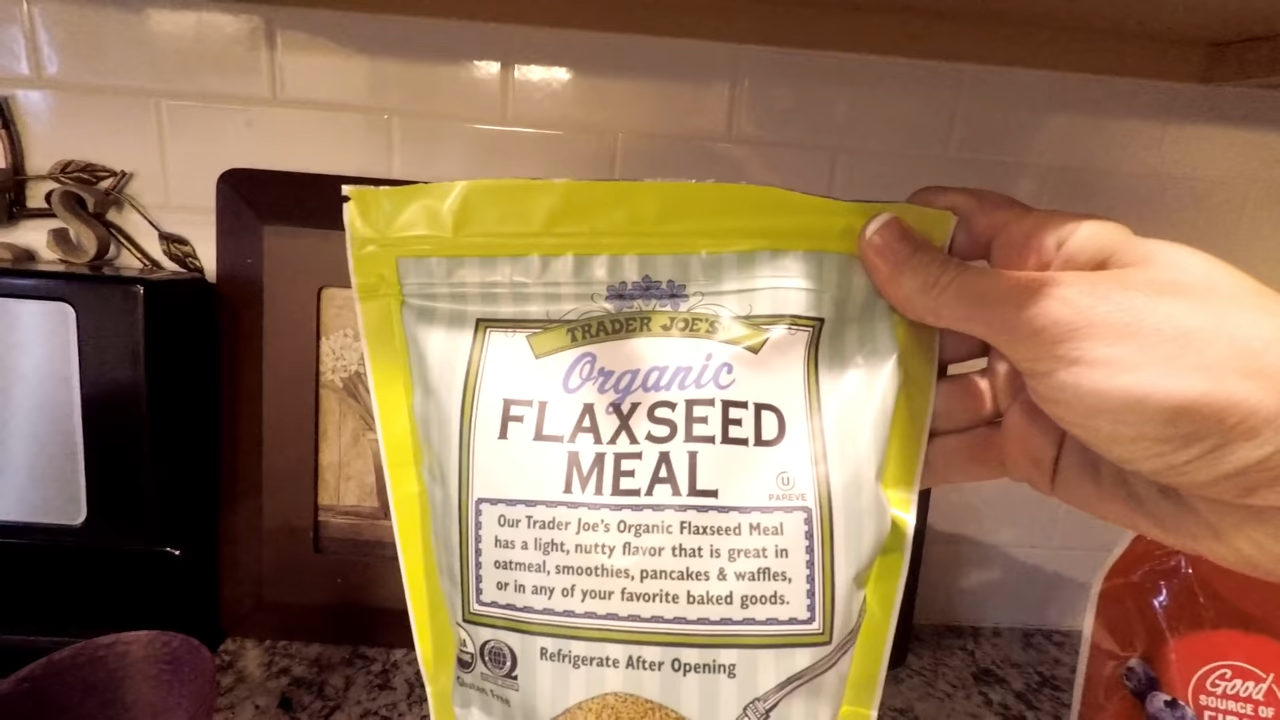 TRADER JOE'S
Organic
FLAXSEED
MEAL
U
PAREVE
Our Trader Joe's Organic Flaxseed Meal
has a light, nutty flavor that is great in
oatmeal, smoothies, pancakes & waffles,
or in any of your favorite baked goods.
Refrigerate After Opening
Gluten Free
Good
SOURCE OF